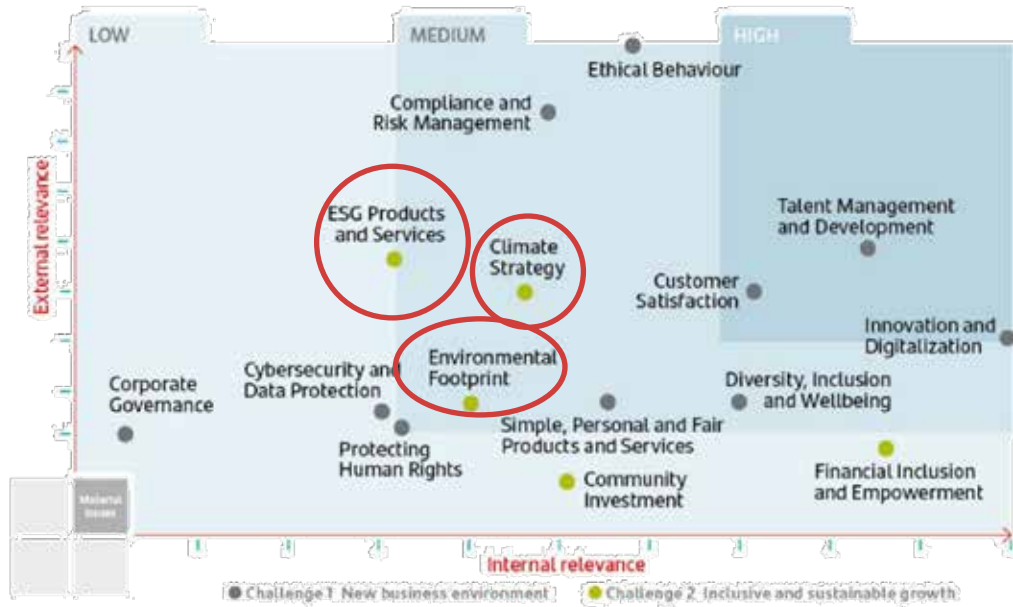 LOW
MEDIUM
HIGH
Ethical Behaviour
Compliance and
Risk Management
ESG Products
and Services
Climate
Strategy
Talent Management
and Development
Customer
Satisfaction
Innovation and
Digitalization
Environmental
Footprint
Cybersecurity and
Data Protection
Corporate
Governance
Diversity, Inclusion
and Wellbeing
Simple, Personal and Fair
Products and Services
Protecting
Human Rights
Community
Investment
Financial Inclusion
and Empowerment
External relevance
Material
Issues
Internal relevance
Challenge 1 New business environment
Challenge 2 Inclusive and sustainable growth